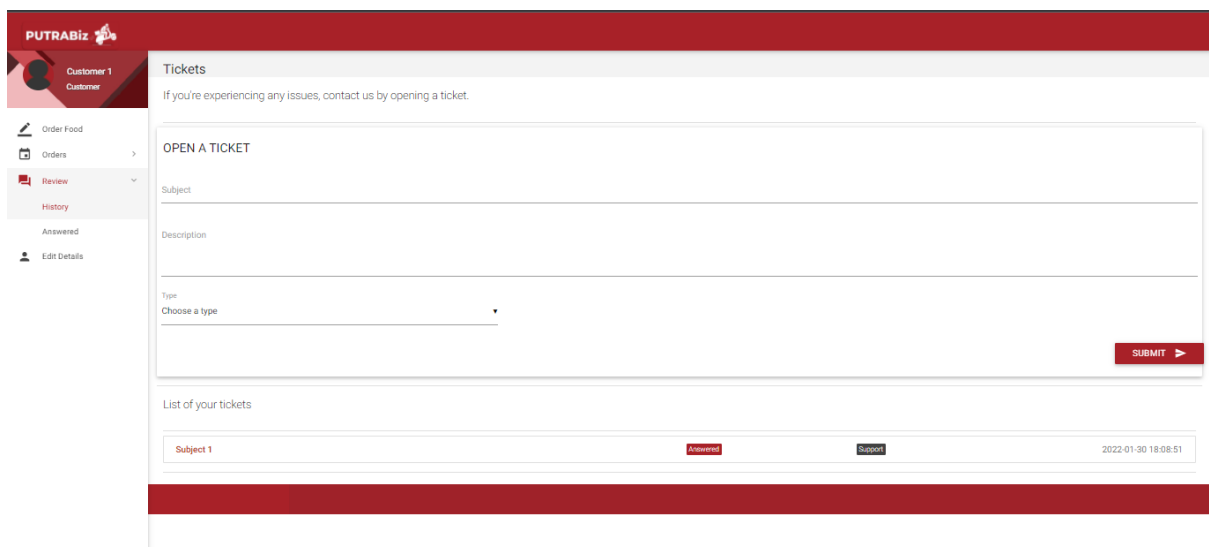 PUTRABiz
Customer 1
Customer
Order Food
Orders
Review
History
Answered
Edit Details
Tickets
If you're experiencing any issues, contact us by opening a ticket.
OPEN A TICKET
Subject
Description
Type
Choose a type
SUBMIT
List of your tickets
Subject 1 Answered Support 2022-01-30 18:08:51